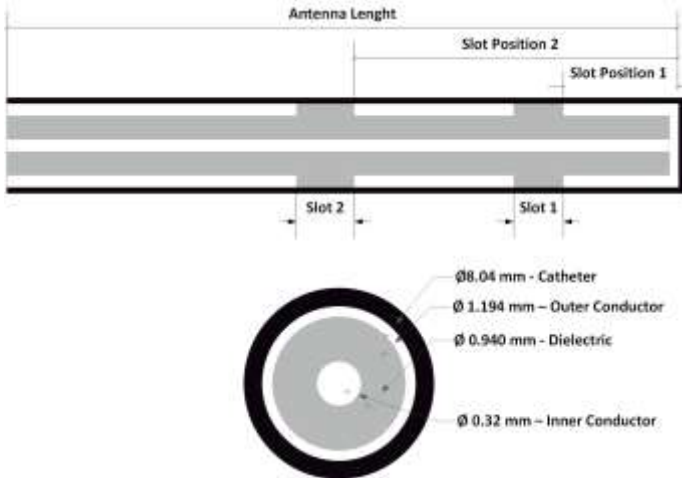 Antenna Lenght
Slot Position 2
Slot Position 1
Slot 2
Slot 1
Ø8.04 mm - Catheter
Ø 1.194 mm – Outer Conductor
Ø 0.940 mm - Dielectric
Ø 0.32 mm – Inner Conductor